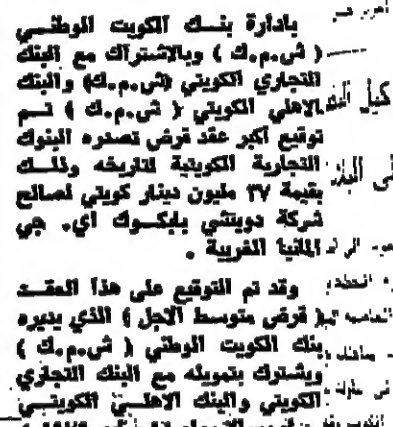 بادارة بنك الكويت الوطني
( ش.م.ك ) وبالاشتراك مع البنك
التجاري الكويتي (ش.م.ك) والبنك
الاهلي الكويتي ( ش.م.ك ) تم
توقيع اكبر عقد قرض تصدره البنوك
التجارية الكويتية لتاريخه وذلك
بقيمة ٢٧ مليون دينار كويتي لصالح
شركة دويتشي بابكوك اي. جي
المانيا الغربية .
وقد تم التوقيع على هذا العقد
( قرض متوسط الاجل ) الذي يديره
بنك الكويت الوطني ( ش.م.ك )
ويشترك بتمويله مع البنك التجاري
الكويتي والبنك الاهلي الكويتي